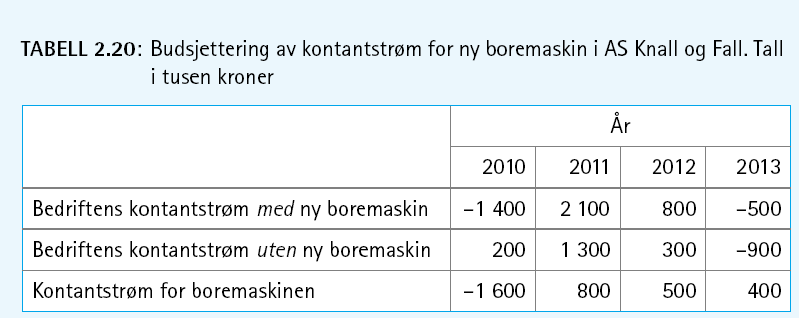 TABELL 2.20: Budsjettering av kontantstrøm for ny boremaskin i AS Knall og Fall. Tall
i tusen kroner
År
2010 2011 2012 2013
Bedriftens kontantstrøm med ny boremaskin –1 400 2 100 800 –500
Bedriftens kontantstrøm uten ny boremaskin 200 1 300 300 –900
Kontantstrøm for boremaskinen –1 600 800 500 400